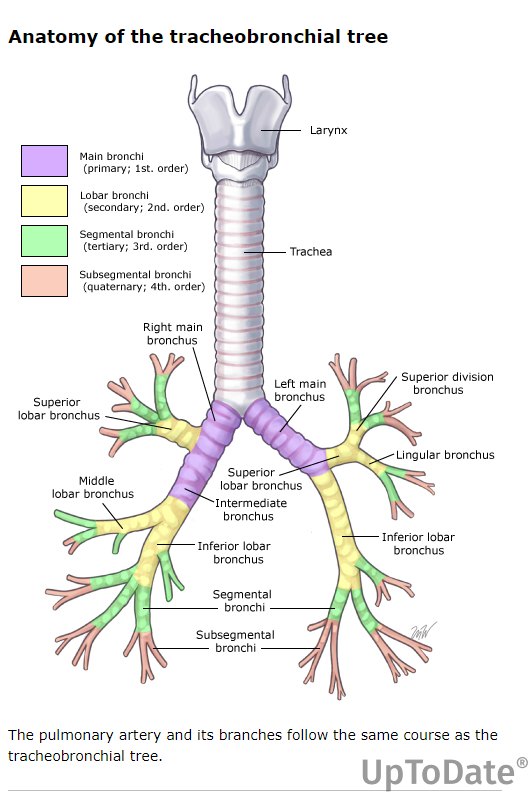 Anatomy of the tracheobronchial tree
Larynx
Main bronchi
(primary; 1st. order)
Lobar bronchi
(secondary; 2nd. order)
Segmental bronchi
(tertiary; 3rd. order)
Subsegmental bronchi
(quaternary; 4th. order)
Trachea
Right main
bronchus
Left main
bronchus
Superior division
bronchus
Superior
lobar bronchus
Lingular bronchus
Superior
lobar bronchus
Middle
lobar bronchus
Intermediate
bronchus
Inferior lobar
bronchus
Inferior lobar
bronchus
Segmental
bronchi
Subsegmental
bronchi
The pulmonary artery and its branches follow the same course as the
tracheobronchial tree.
UpToDate®